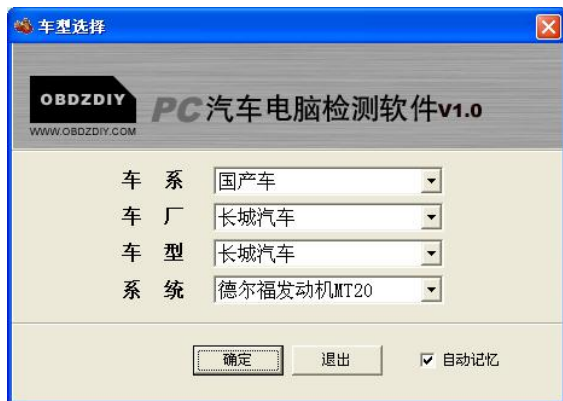 车型选择
OBDZDIY
WWW.OBDZDIY.COM
PC汽车电脑检测软件V1.0
车 系 国产车
车 厂 长城汽车
车 型 长城汽车
系 统 德尔福发动机MT20
确定 退出 自动记忆